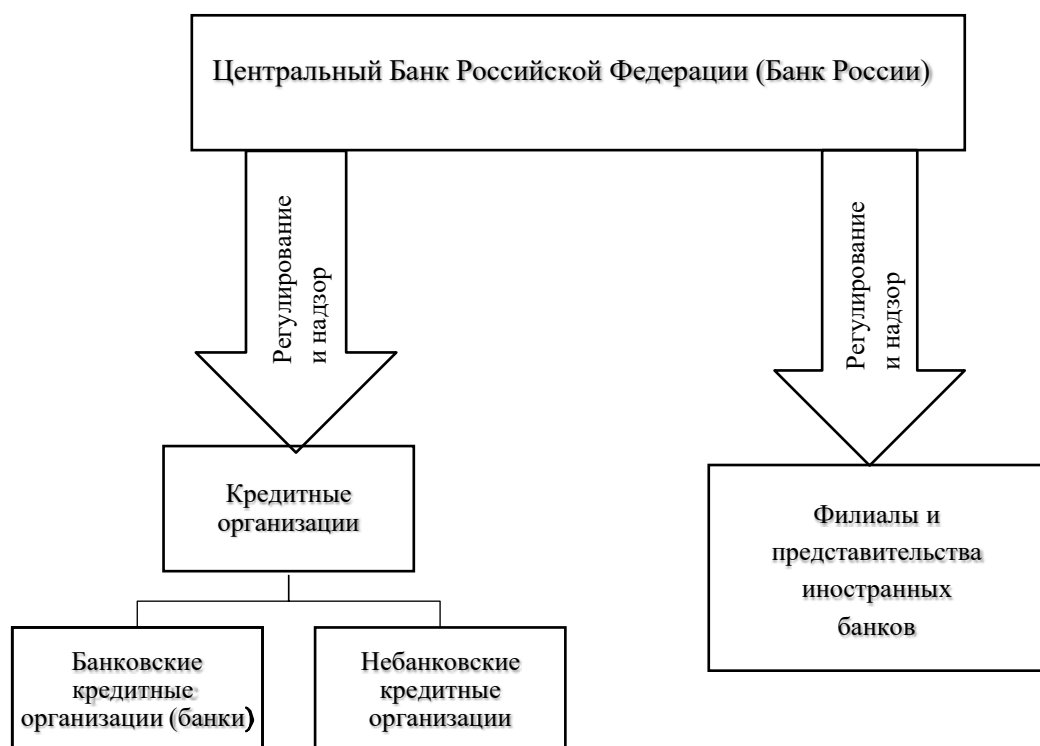 Центральный Банк Российской Федерации (Банк России)
Регулирование
и надзор
Регулирование
и надзор
Кредитные
организации
Филиалы и
представительства
иностранных
банков
Банковские
кредитные
организации (банки)
Небанковские
кредитные
организации